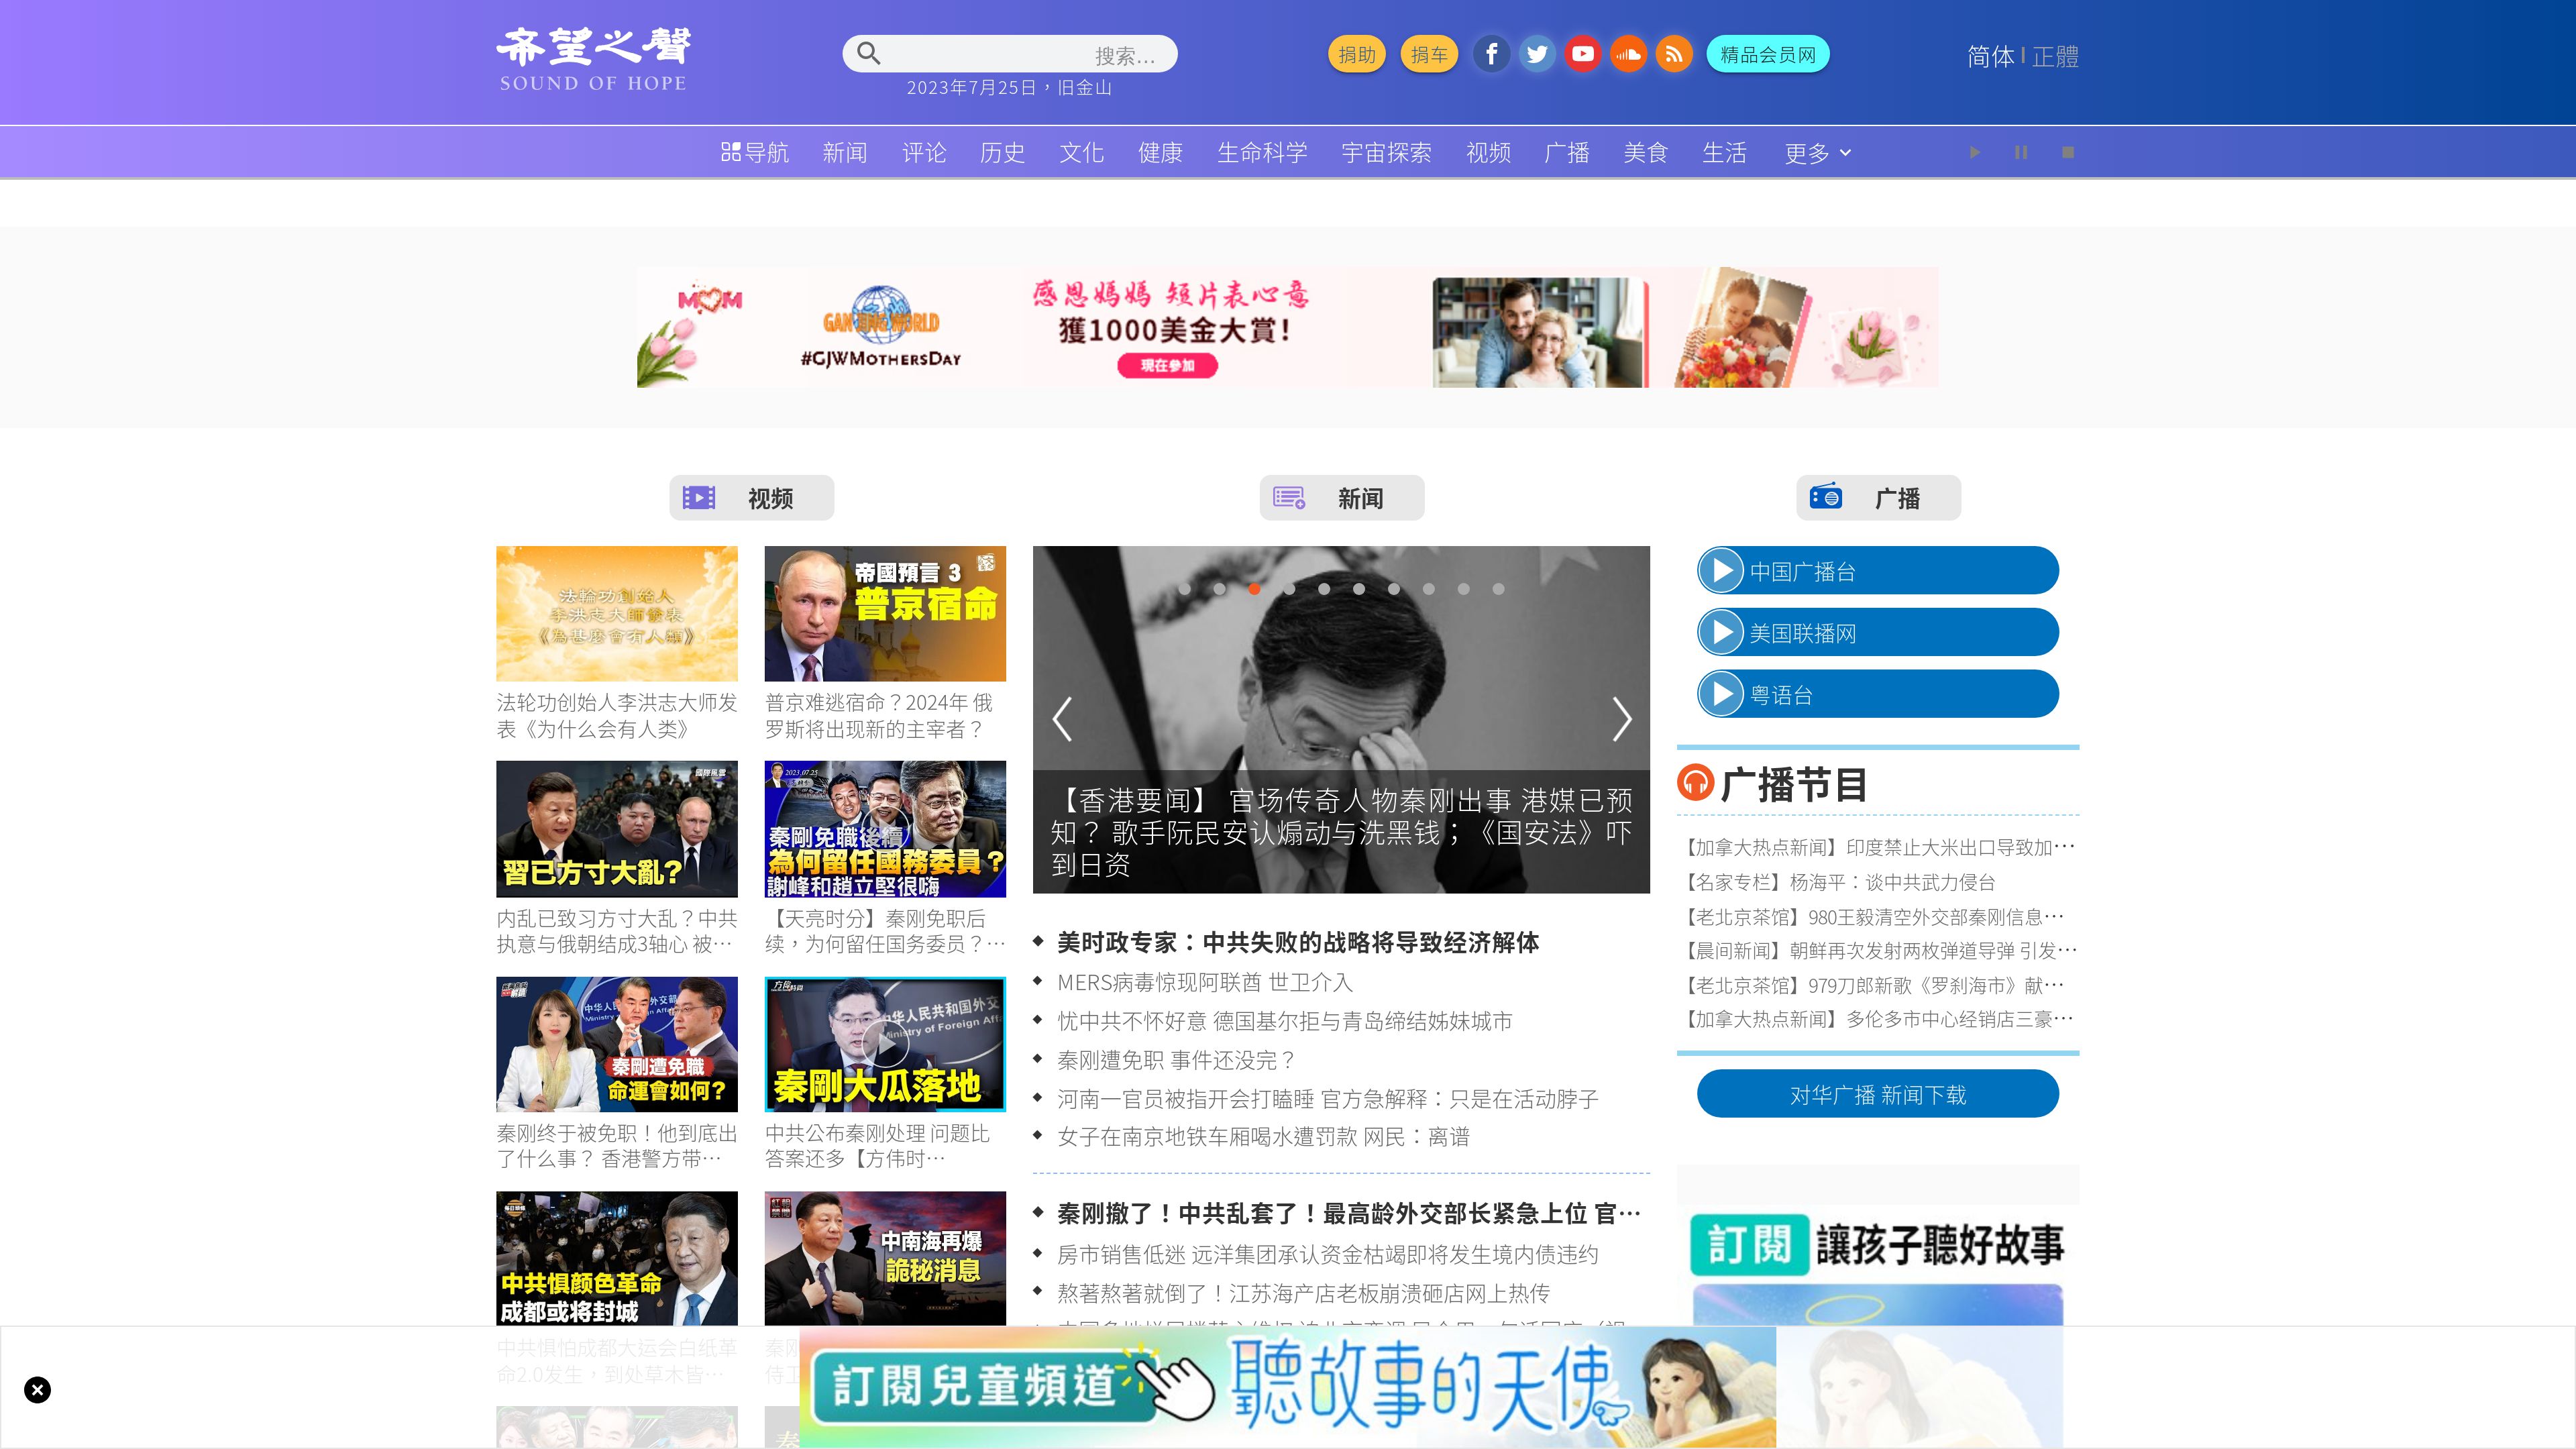 希望之聲
SOUND OF HOPE
搜索...
2023年7月25日，旧金山
捐助
捐车
精品会员网
简体
正體
导航
新闻
评论
历史
文化
健康
生命科学
宇宙探索
视频
广播
美食
生活
更多
MOM
GAN JING WORLD
#GJWMOTHERSDAY
感恩媽媽 短片表心意
獲1000美金大賞！
現在參加
视频
法輪功創始人
李洪志大師發表
《為甚麼會有人類》
帝國預言 3
普京宿命
法轮功创始人李洪志大师发
表《为什么会有人类》
普京难逃宿命？2024年 俄
罗斯将出现新的主宰者？
習已方寸大亂?
2023.07.25
秦剛免職後續
為何留任國務委員？
謝峰和趙立堅很嗨
内乱已致习方寸大乱？中共
执意与俄朝结成3轴心 被…
【天亮时分】秦刚免职后
续，为何留任国务委员？…
秦剛遭免職
命運會如何？
秦剛大瓜落地
秦刚终于被免职！他到底出
了什么事？ 香港警方带…
中共公布秦刚处理 问题比
答案还多【方伟时…
中共惧颜色革命
成都或将封城
中南海再爆
詭秘消息
中共惧怕成都大运会白纸革
命2.0发生，到处草木皆…
新闻
【香港要闻】 官场传奇人物秦刚出事 港媒已预
知？ 歌手阮民安认煽动与洗黑钱；《国安法》吓
到日资
美时政专家：中共失败的战略将导致经济解体
MERS病毒惊现阿联酋 世卫介入
忧中共不怀好意 德国基尔拒与青岛缔结姊妹城市
秦刚遭免职 事件还没完？
河南一官员被指开会打瞌睡 官方急解释：只是在活动脖子
女子在南京地铁车厢喝水遭罚款 网民：离谱
秦刚撤了！中共乱套了！最高龄外交部长紧急上位 官…
房市销售低迷 远洋集团承认资金枯竭即将发生境内债违约
熬著熬著就倒了！江苏海产店老板崩溃砸店网上热传
广播
中国广播台
美国联播网
粤语台
广播节目
【加拿大热点新闻】印度禁止大米出口导致加…
【名家专栏】杨海平：谈中共武力侵台
【老北京茶馆】980王毅清空外交部秦刚信息…
【晨间新闻】朝鲜再次发射两枚弹道导弹 引发…
【老北京茶馆】979刀郎新歌《罗刹海市》献…
【加拿大热点新闻】多伦多市中心经销店三豪…
对华广播 新闻下载
訂閱 讓孩子聽好故事
訂閱兒童頻道
聽故事的天使